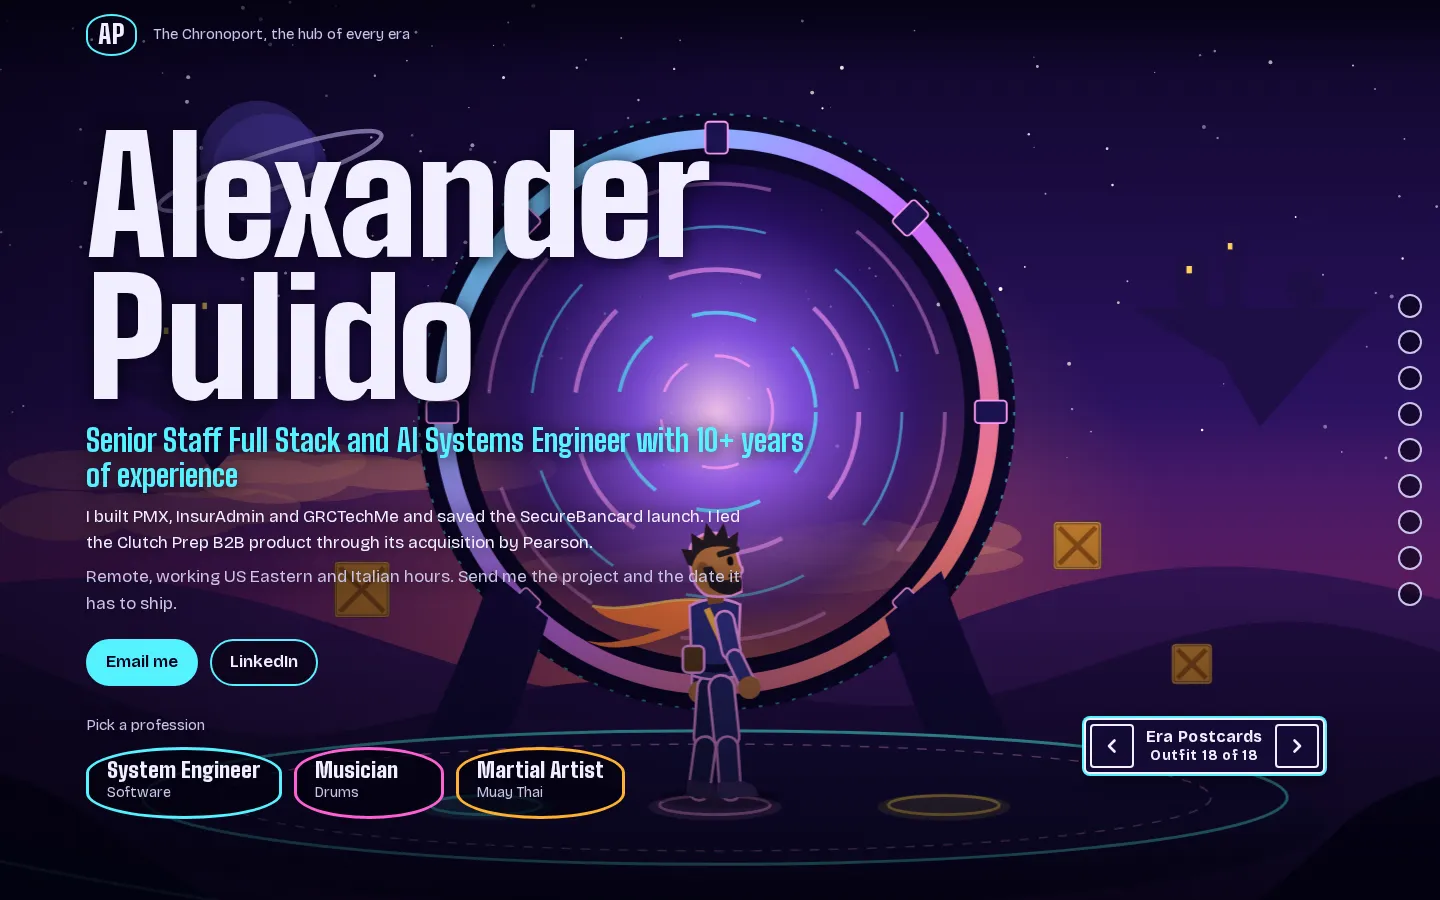 AP
The Chronoport, the hub of every era
Alexander
Pulido
Senior Staff Full Stack and AI Systems Engineer with 10+ years
of experience
I built PMX, InsurAdmin and GRCTechMe and saved the SecureBancard launch. I led
the Clutch Prep B2B product through its acquisition by Pearson.
Remote, working US Eastern and Italian hours. Send me the project and the date it
has to ship.
Email me
LinkedIn
Pick a profession
System Engineer
Software
Musician
Drums
Martial Artist
Muay Thai
Era Postcards
Outfit 18 of 18